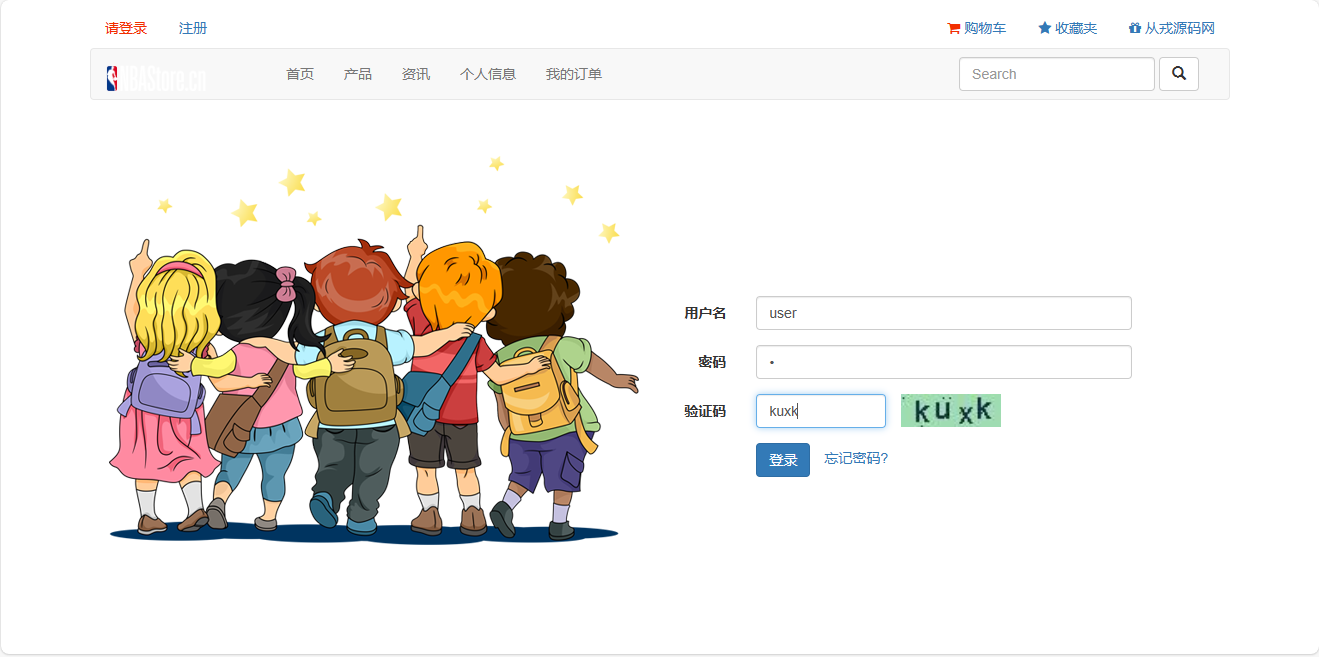 请登录 注册 购物车 收藏夹 从戎源码网
NBAStore.cn 首页 产品 资讯 个人信息 我的订单 Search
用户名 user
密码 •
验证码 kuxk kuxk
登录 忘记密码?